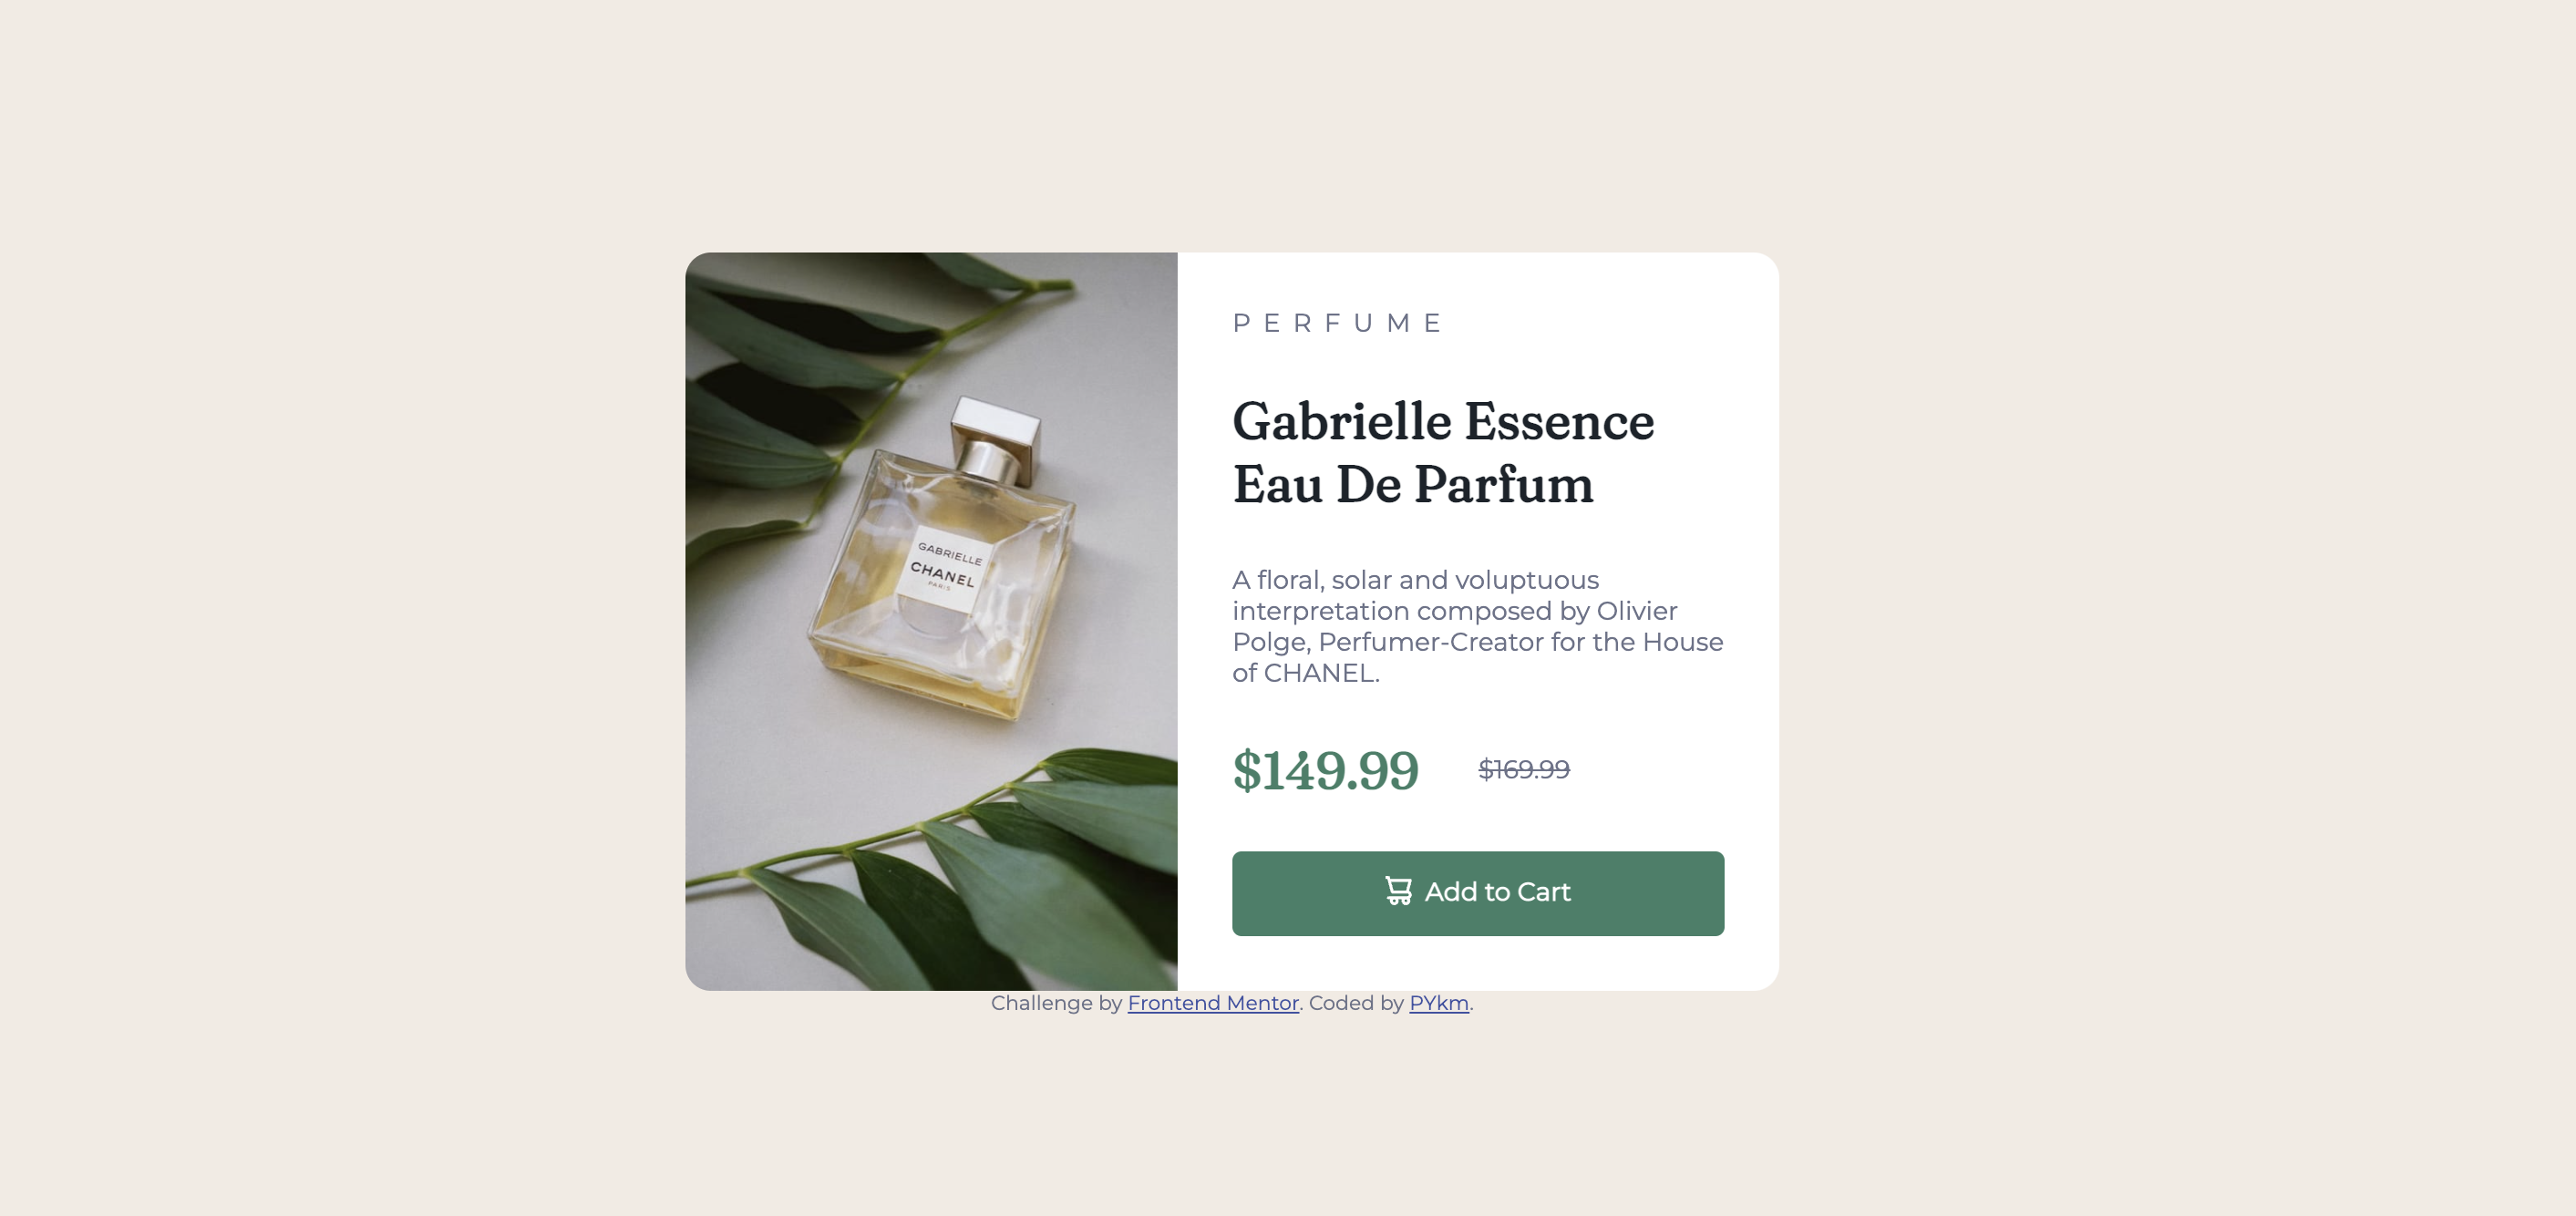 GABRIELLE
CHANEL
PARIS
PERFUME
Gabrielle Essence
Eau De Parfum
A floral, solar and voluptuous
interpretation composed by Olivier
Polge, Perfumer-Creator for the House
of CHANEL.
$149.99 $169.99
Add to Cart
Challenge by Frontend Mentor. Coded by PYkm.